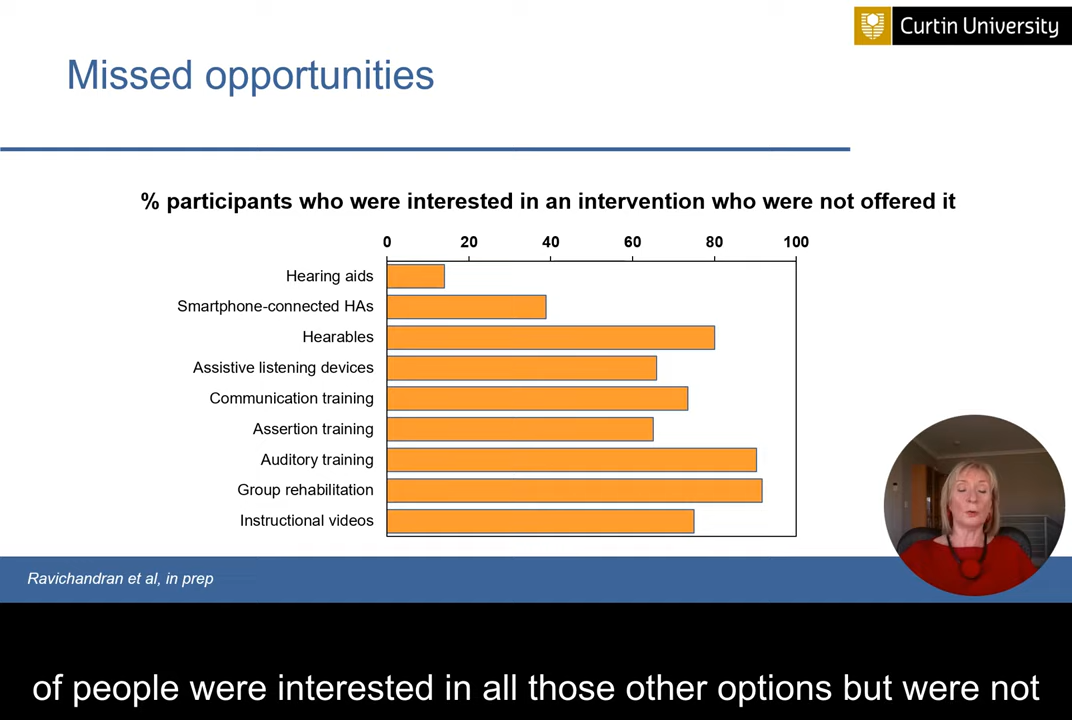 Curtin University
Missed opportunities
% participants who were interested in an intervention who were not offered it
0 20 40 60 80 100
Hearing aids
Smartphone-connected HAs
Hearables
Assistive listening devices
Communication training
Assertion training
Auditory training
Group rehabilitation
Instructional videos
Ravichandran et al, in prep
of people were interested in all those other options but were not